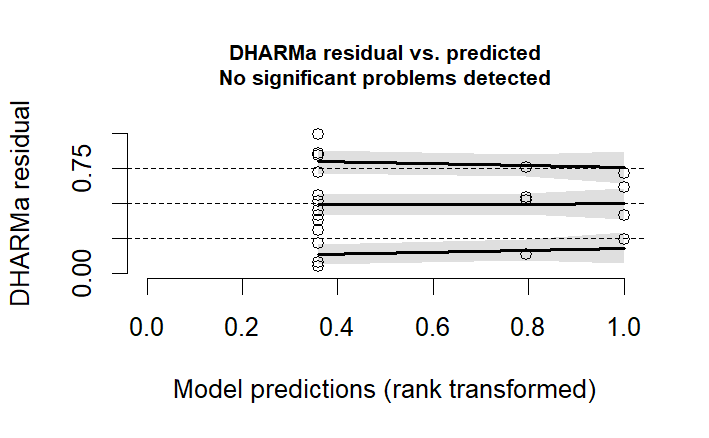 DHARMa residual vs. predicted
No significant problems detected
DHARMa residual
0.75
0.00
0.0 0.2 0.4 0.6 0.8 1.0
Model predictions (rank transformed)